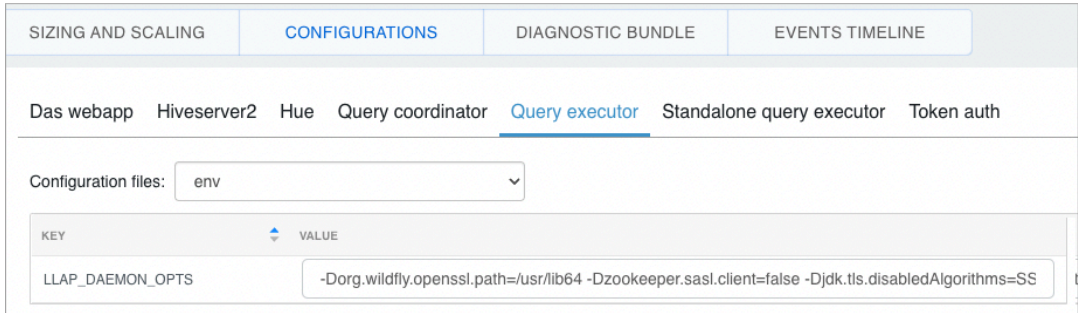 SIZING AND SCALING CONFIGURATIONS DIAGNOSTIC BUNDLE EVENTS TIMELINE
Das webapp Hiveserver2 Hue Query coordinator Query executor Standalone query executor Token auth
Configuration files: env
KEY VALUE
LLAP_DAEMON_OPTS -Dorg.wildfly.openssl.path=/usr/lib64 -Dzookeeper.sasl.client=false -Djdk.tls.disabledAlgorithms=SS